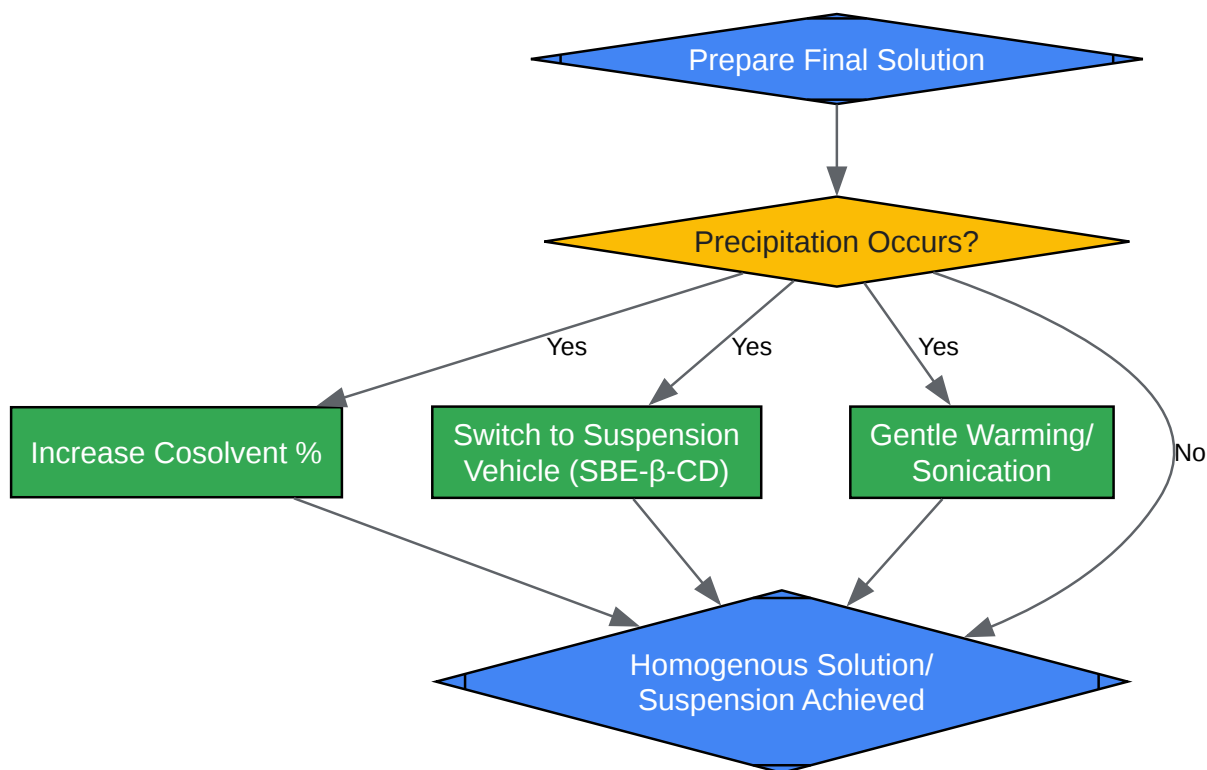 Prepare Final Solution
Precipitation Occurs?
Yes
Yes
Yes
No
Increase Cosolvent %
Switch to Suspension
Vehicle (SBE-β-CD)
Gentle Warming/
Sonication
Homogenous Solution/
Suspension Achieved